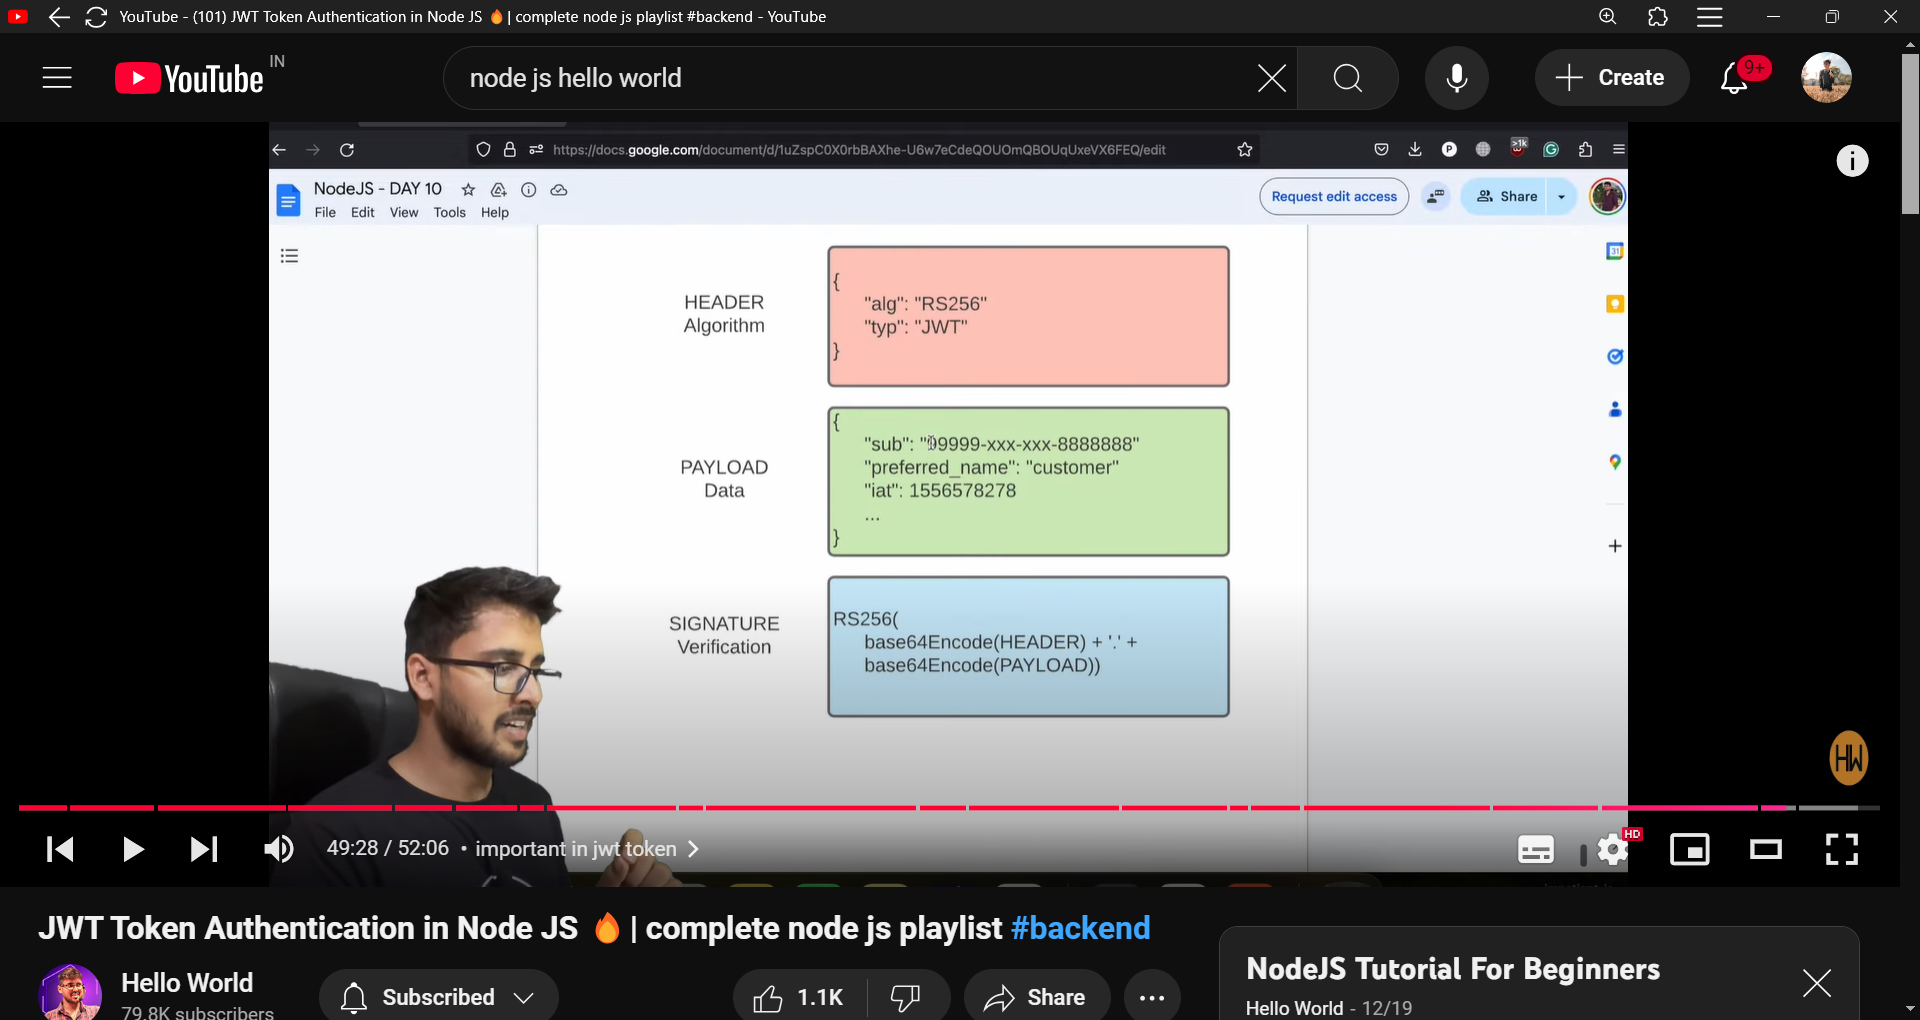 YouTube - (101) JWT Token Authentication in Node JS 🔥 | complete node js playlist #backend - YouTube
YouTube IN
node js hello world
Create
9+
https://docs.google.com/document/d/1uZspC0X0rbBAXhe-U6w7eCdeQOUOmQBOUqUxeVX6FEQ/edit
>1k
NodeJS - DAY 10
File Edit View Tools Help
Request edit access
Share
31
HEADER
Algorithm
{
"alg": "RS256"
"typ": "JWT"
}
PAYLOAD
Data
{
"sub": "99999-xxx-xxx-8888888"
"preferred_name": "customer"
"iat": 1556578278
...
}
SIGNATURE
Verification
RS256(
base64Encode(HEADER) + '.' +
base64Encode(PAYLOAD))
HW
49:28 / 52:06 • important in jwt token
HD
JWT Token Authentication in Node JS 🔥 | complete node js playlist #backend
Hello World
79.8K subscribers
Subscribed
1.1K
Share
NodeJS Tutorial For Beginners
Hello World - 12/19